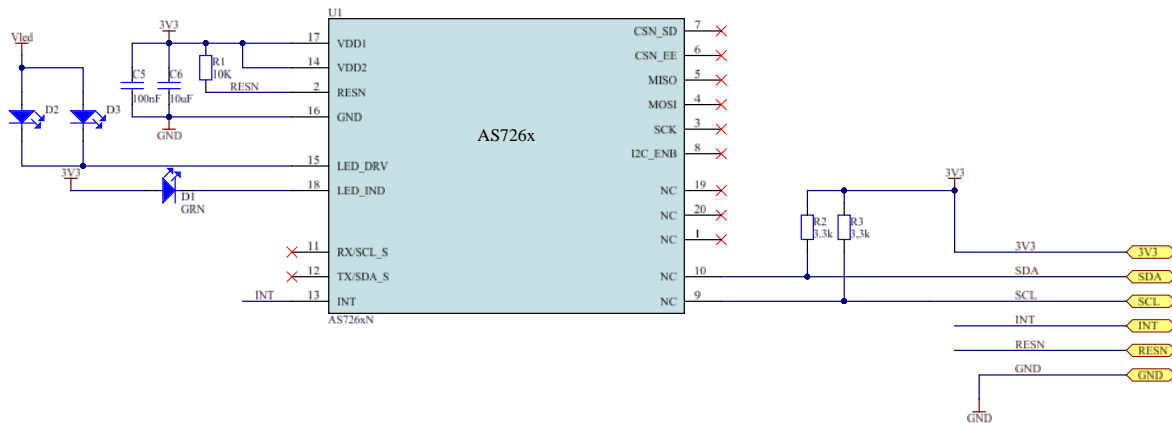 U1
Vled
3V3
C5
100nF
C6
10uF
R1
10K
RESN
GND
D2
D3
3V3
D1
GRN
INT
17 VDD1
14 VDD2
2 RESN
16 GND
15 LED_DRV
18 LED_IND
11 RX/SCL_S
12 TX/SDA_S
13 INT
AS726x
CSN_SD 7
CSN_EE 6
MISO 5
MOSI 4
SCK 3
I2C_ENB 8
NC 19
NC 20
NC 1
NC 10
NC 9
AS726xN
3V3
R2
3.3k
R3
3,3k
3V3 3V3
SDA SDA
SCL SCL
INT INT
RESN RESN
GND GND
GND